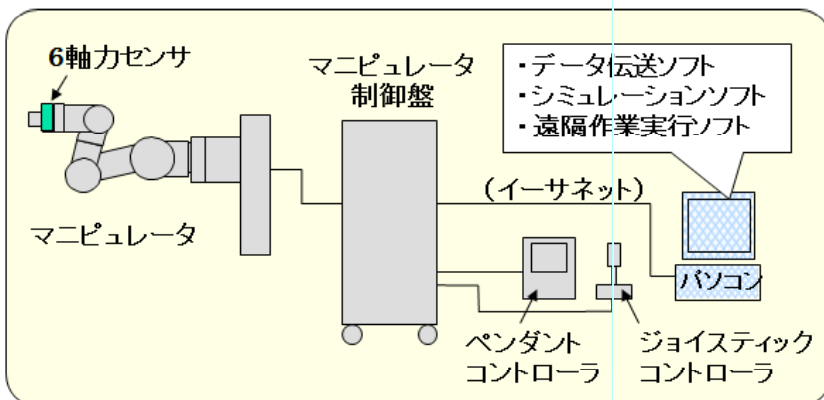 6軸力センサ
マニピュレータ
制御盤
・データ伝送ソフト
・シミュレーションソフト
・遠隔作業実行ソフト
(イーサネット)
マニピュレータ
パソコン
ペンダント
コントローラ
ジョイスティック
コントローラ